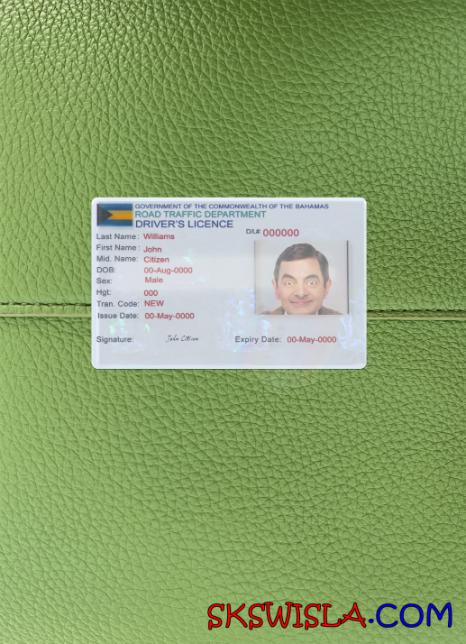 GOVERNMENT OF THE COMMONWEALTH OF THE BAHAMAS
ROAD TRAFFIC DEPARTMENT
DRIVER'S LICENCE
D/L# 000000
Last Name: Williams
First Name: John
Mid. Name: Citizen
DOB: 00-Aug-0000
Sex: Male
Hgt: 000
Tran. Code: NEW
Issue Date: 00-May-0000
Signature: John Citizen Expiry Date: 00-May-0000
SKSWISLA.COM